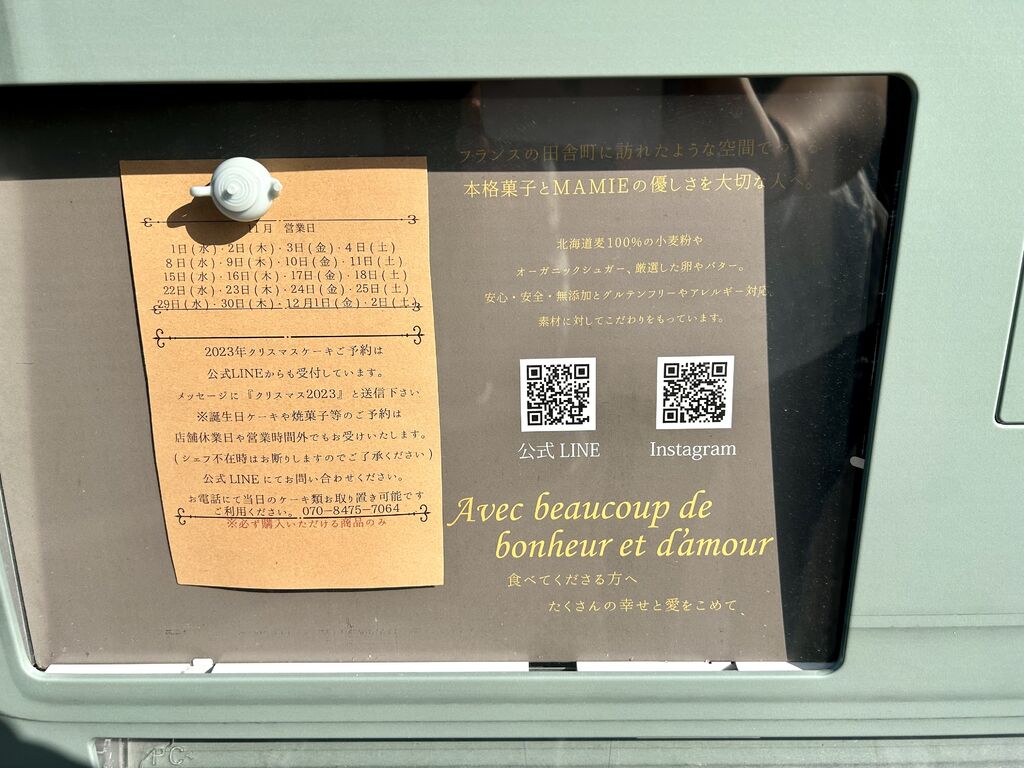 11月 営業日
1日(水)・2日(木)・3日(金)・4日(土)
8日(水)・9日(木)・10日(金)・11日(土)
15日(水)・16日(木)・17日(金)・18日(土)
22日(水)・23日(木)・24日(金)・25日(土)
29日(水)・30日(木)・12月1日(金)・2日(土)
2023年クリスマスケーキご予約は
公式LINEからも受付しています。
メッセージに『クリスマス2023』と送信下さい
※誕生日ケーキや焼菓子等のご予約は
店舗休業日や営業時間外でもお受けいたします。
(シェフ不在時はお断りしますのでご了承ください)
公式LINEにてお問い合わせください。
お電話にて当日のケーキ類お取り置き可能です
ご利用ください。070-8475-7064
※必ず購入いただける商品のみ
フランスの田舎町に訪れたような空間で
本格菓子とMAMIEの優しさを大切な人へ。
北海道麦100%の小麦粉や
オーガニックシュガー、厳選した卵やバター。
安心・安全・無添加とグルテンフリーやアレルギー対応、
素材に対してこだわりをもっています。
公式 LINE
Instagram
Avec beaucoup de
bonheur et d'amour
食べてくださる方へ
たくさんの幸せと愛をこめて、
PC